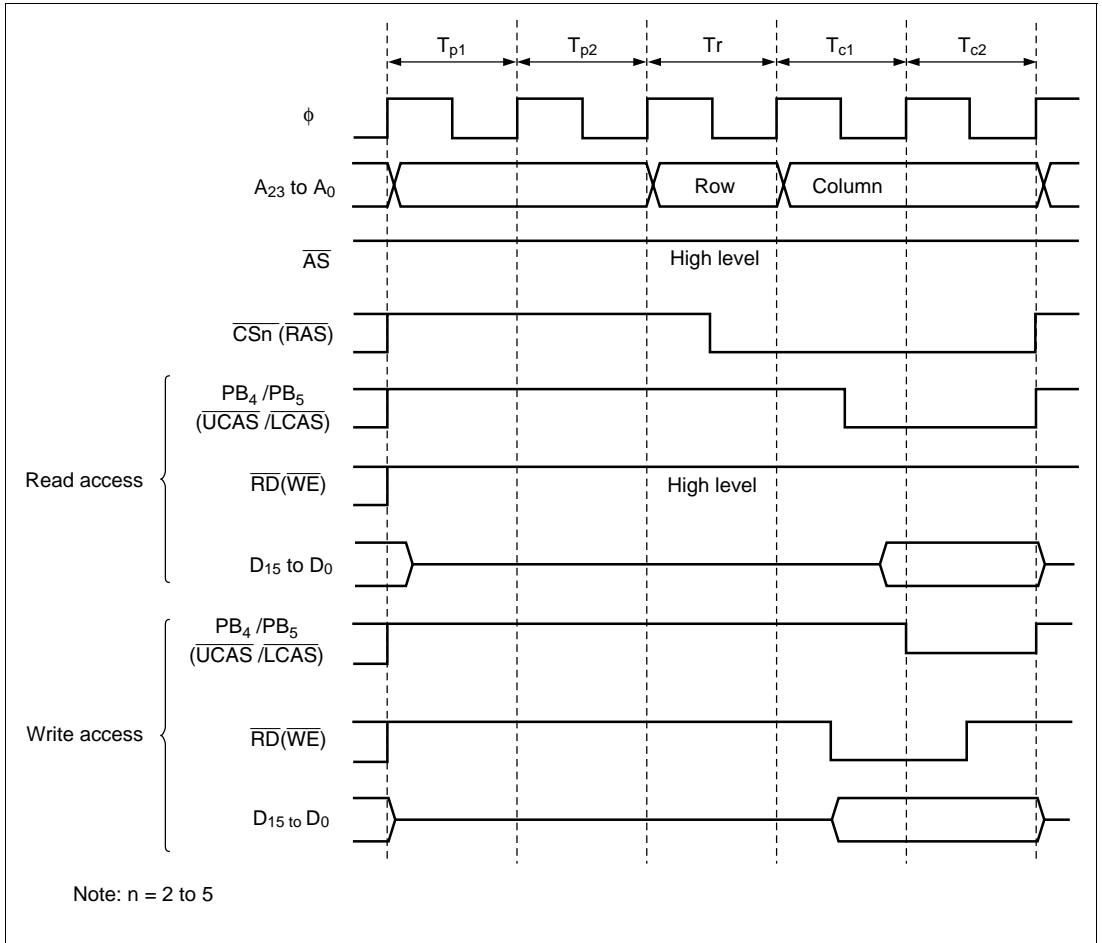 Tp1 Tp2 Tr Tc1 Tc2
φ
A23 to A0 Row Column
AS High level
CSn (RAS)
PB4 /PB5
(UCAS /LCAS)
Read access RD(WE) High level
D15 to D0
PB4 /PB5
(UCAS /LCAS)
Write access RD(WE)
D15 to D0
Note: n = 2 to 5